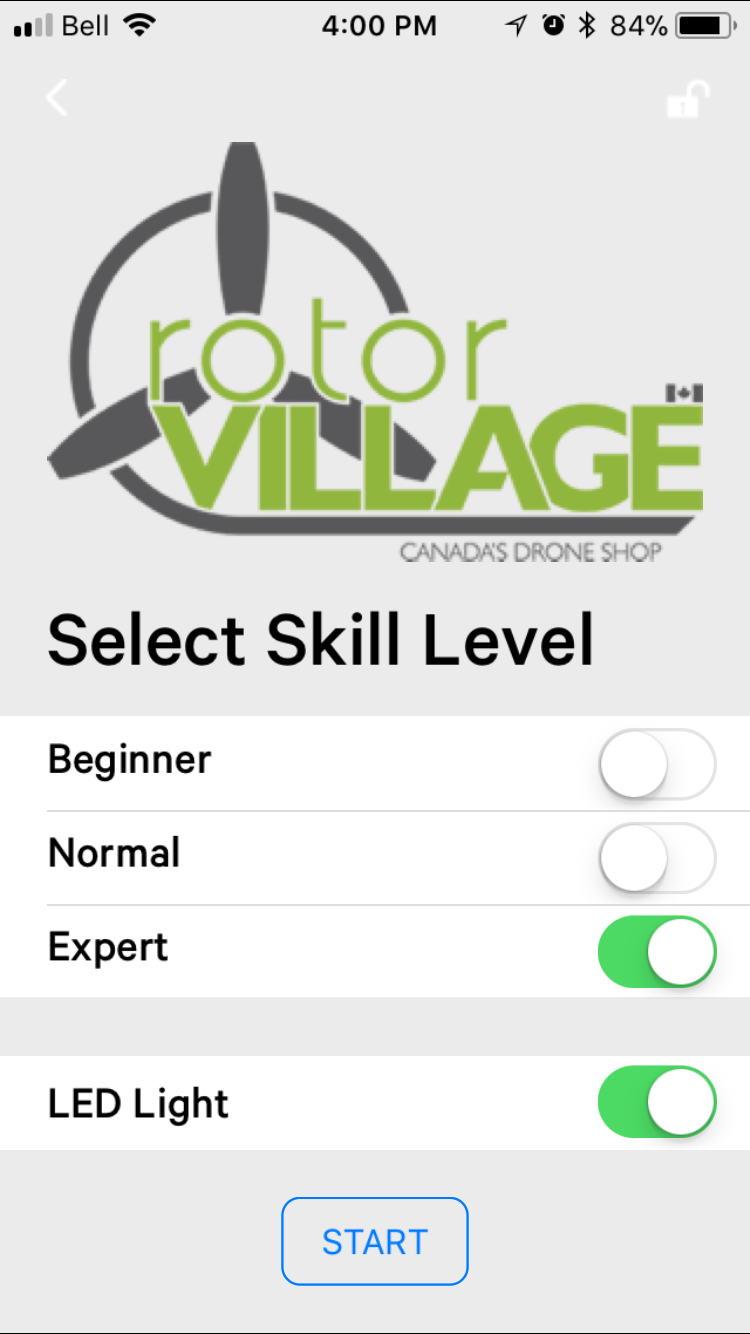 Bell 4:00 PM 84%
rotor
VILLAGE
CANADA'S DRONE SHOP
Select Skill Level
Beginner
Normal
Expert
LED Light
START